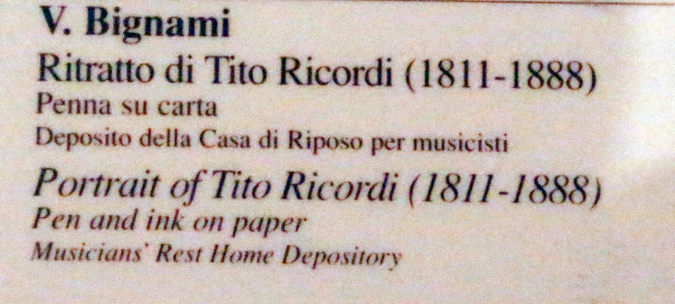 V. Bignami
Ritratto di Tito Ricordi (1811-1888)
Penna su carta
Deposito della Casa di Riposo per musicisti
Portrait of Tito Ricordi (1811-1888)
Pen and ink on paper
Musicians' Rest Home Depository